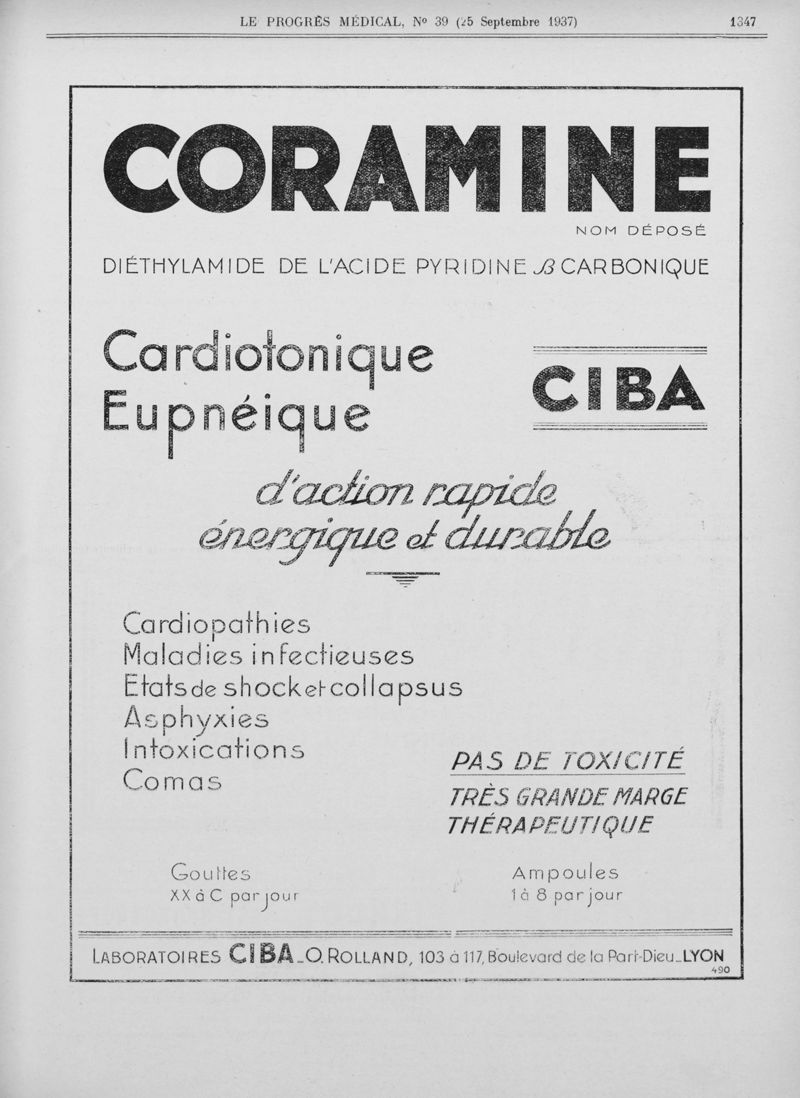 LE PROGRÈS MÉDICAL, Nº 39 (25 Septembre 1937) 1347
CORAMINE
NOM DÉPOSÉ
DIÉTHYLAMIDE DE L'ACIDE PYRIDINE β CARBONIQUE
Cardiotonique
Eupnéique
CIBA
d'action rapide
énergique et durable
Cardiopathies
Maladies infectieuses
Etats de shock et collapsus
Asphyxies
Intoxications
Comas
PAS DE TOXICITÉ
TRÈS GRANDE MARGE
THÉRAPEUTIQUE
Gouttes
XX à C par jour
Ampoules
1 à 8 par jour
LABORATOIRES CIBA_O. ROLLAND, 103 à 117, Boulevard de la Part-Dieu_LYON
490